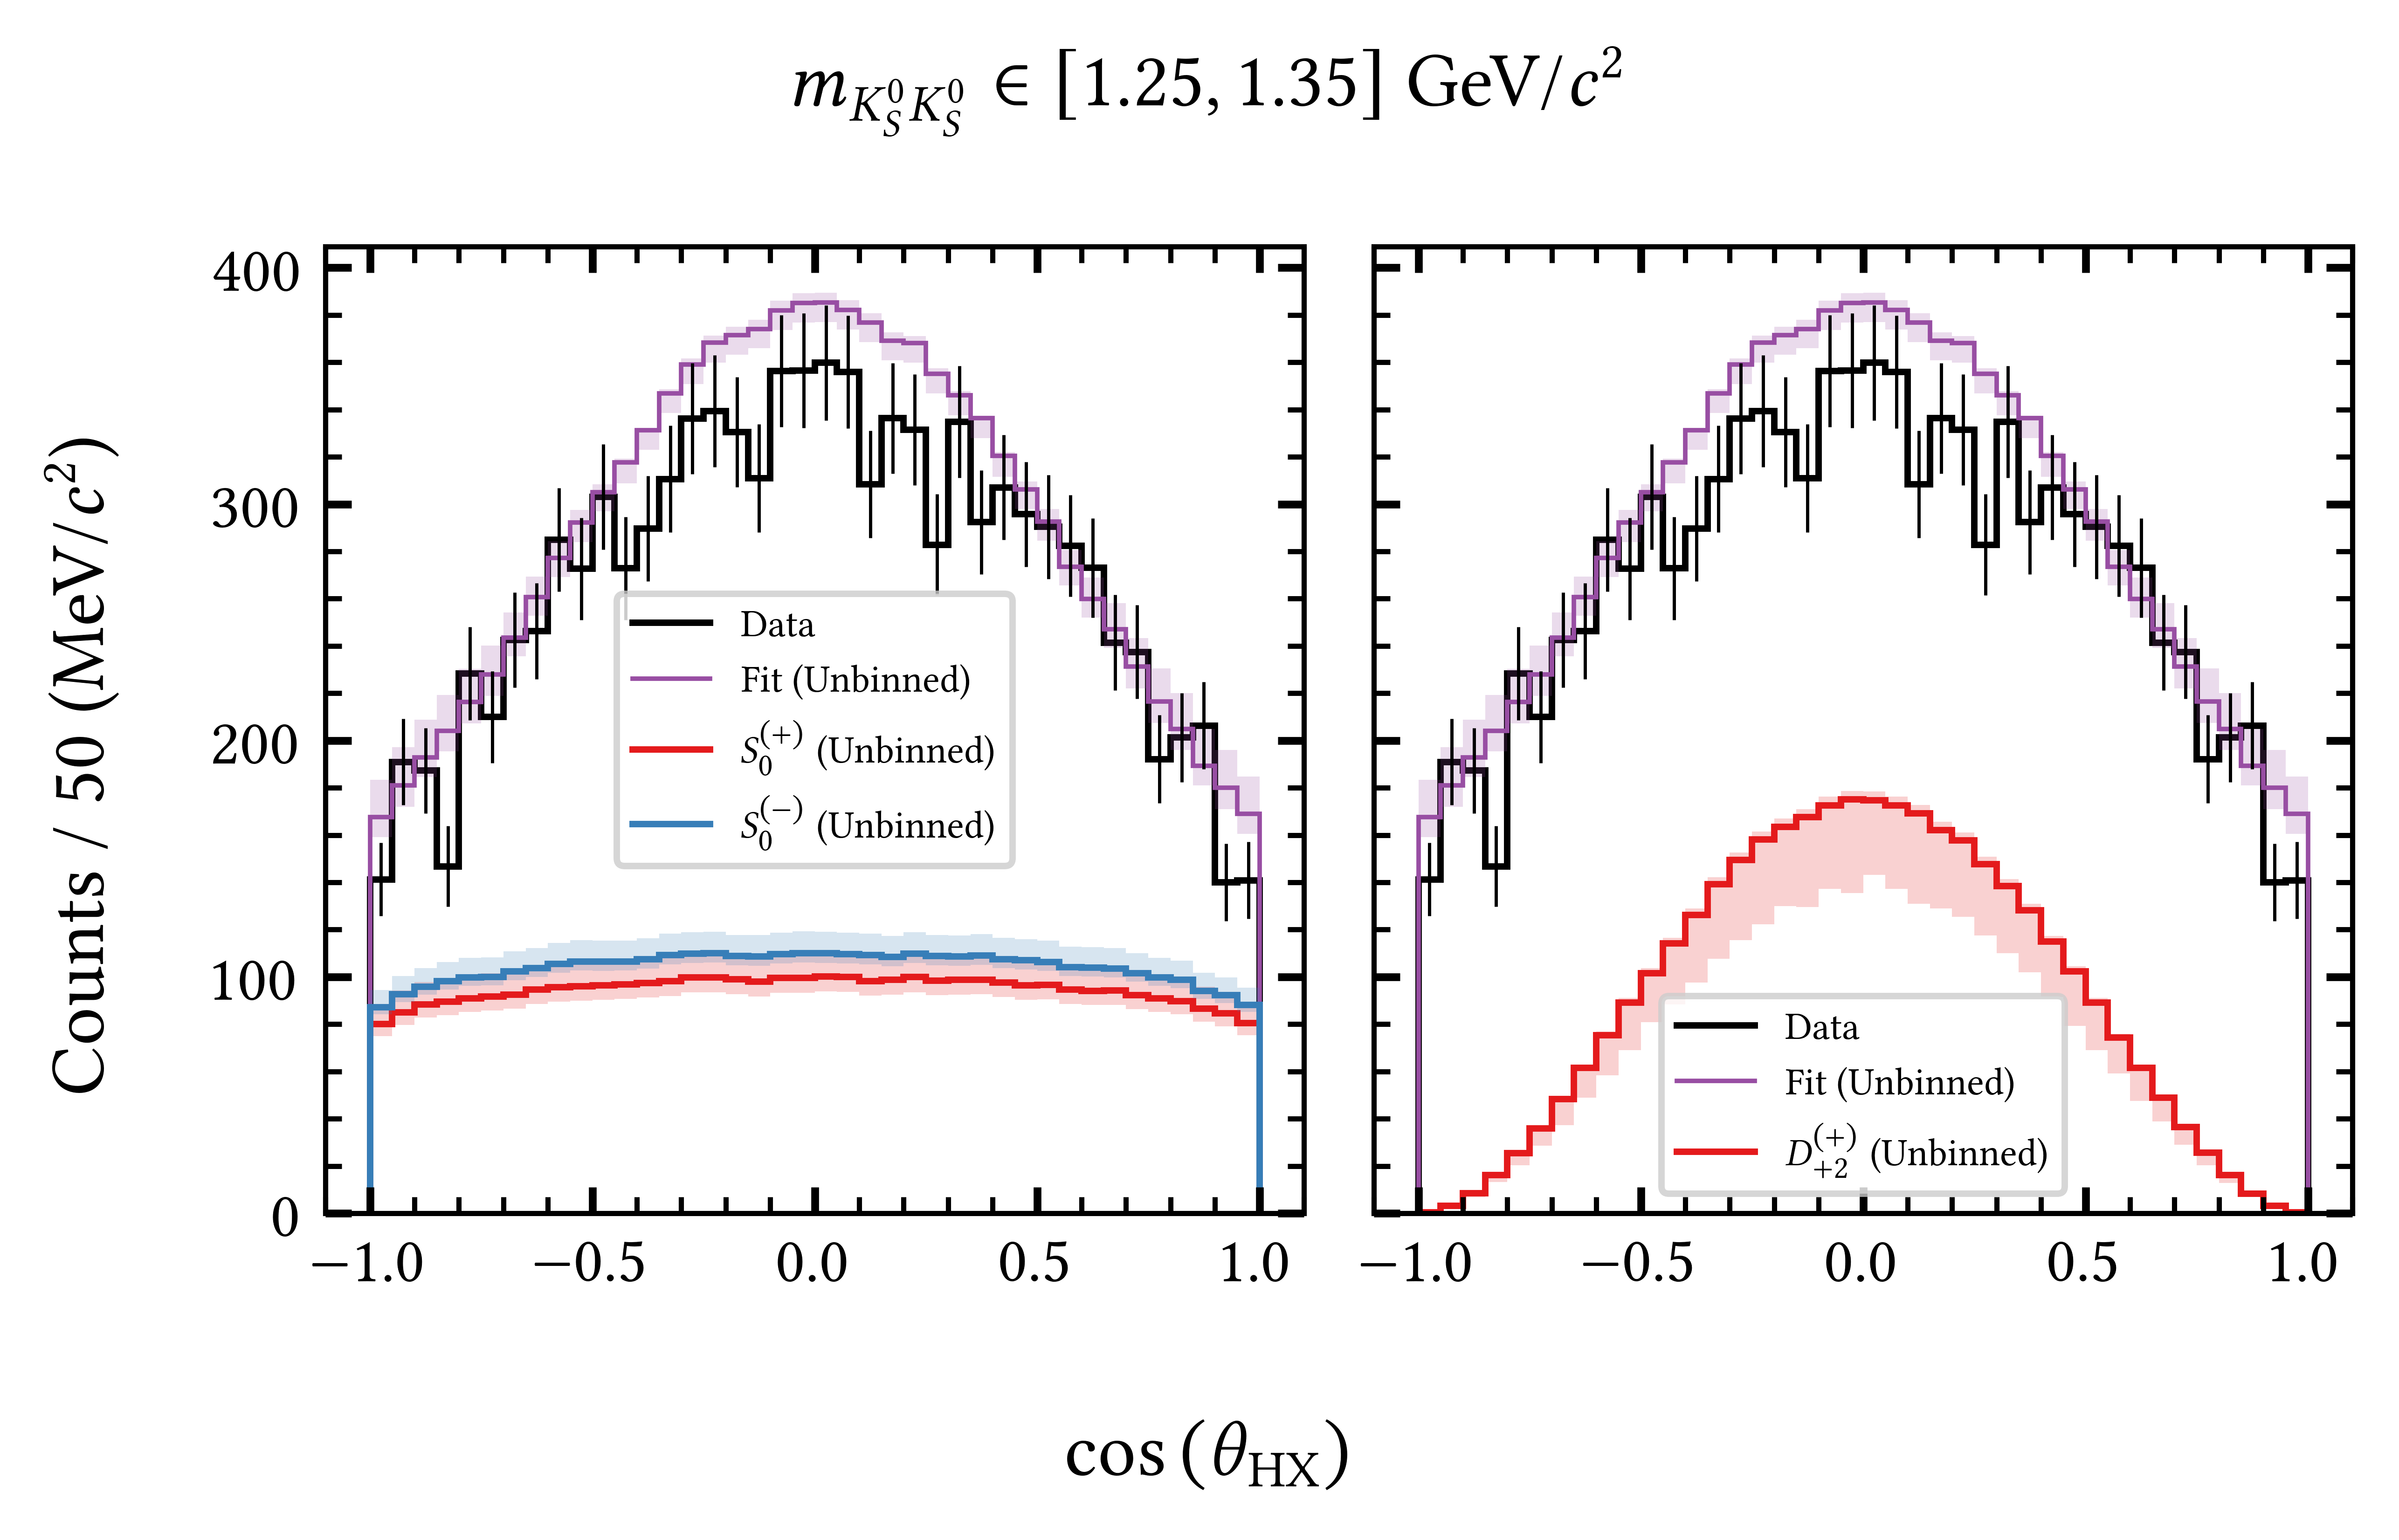 m_{K_S^0 K_S^0} ∈ [1.25, 1.35] GeV/c²
Counts / 50 (MeV/c²)
400
300
200
100
0
Data
Fit (Unbinned)
S_0^{(+)} (Unbinned)
S_0^{(−)} (Unbinned)
Data
Fit (Unbinned)
D_{+2}^{(+)} (Unbinned)
−1.0 −0.5 0.0 0.5 1.0
−1.0 −0.5 0.0 0.5 1.0
cos (θ_{HX})